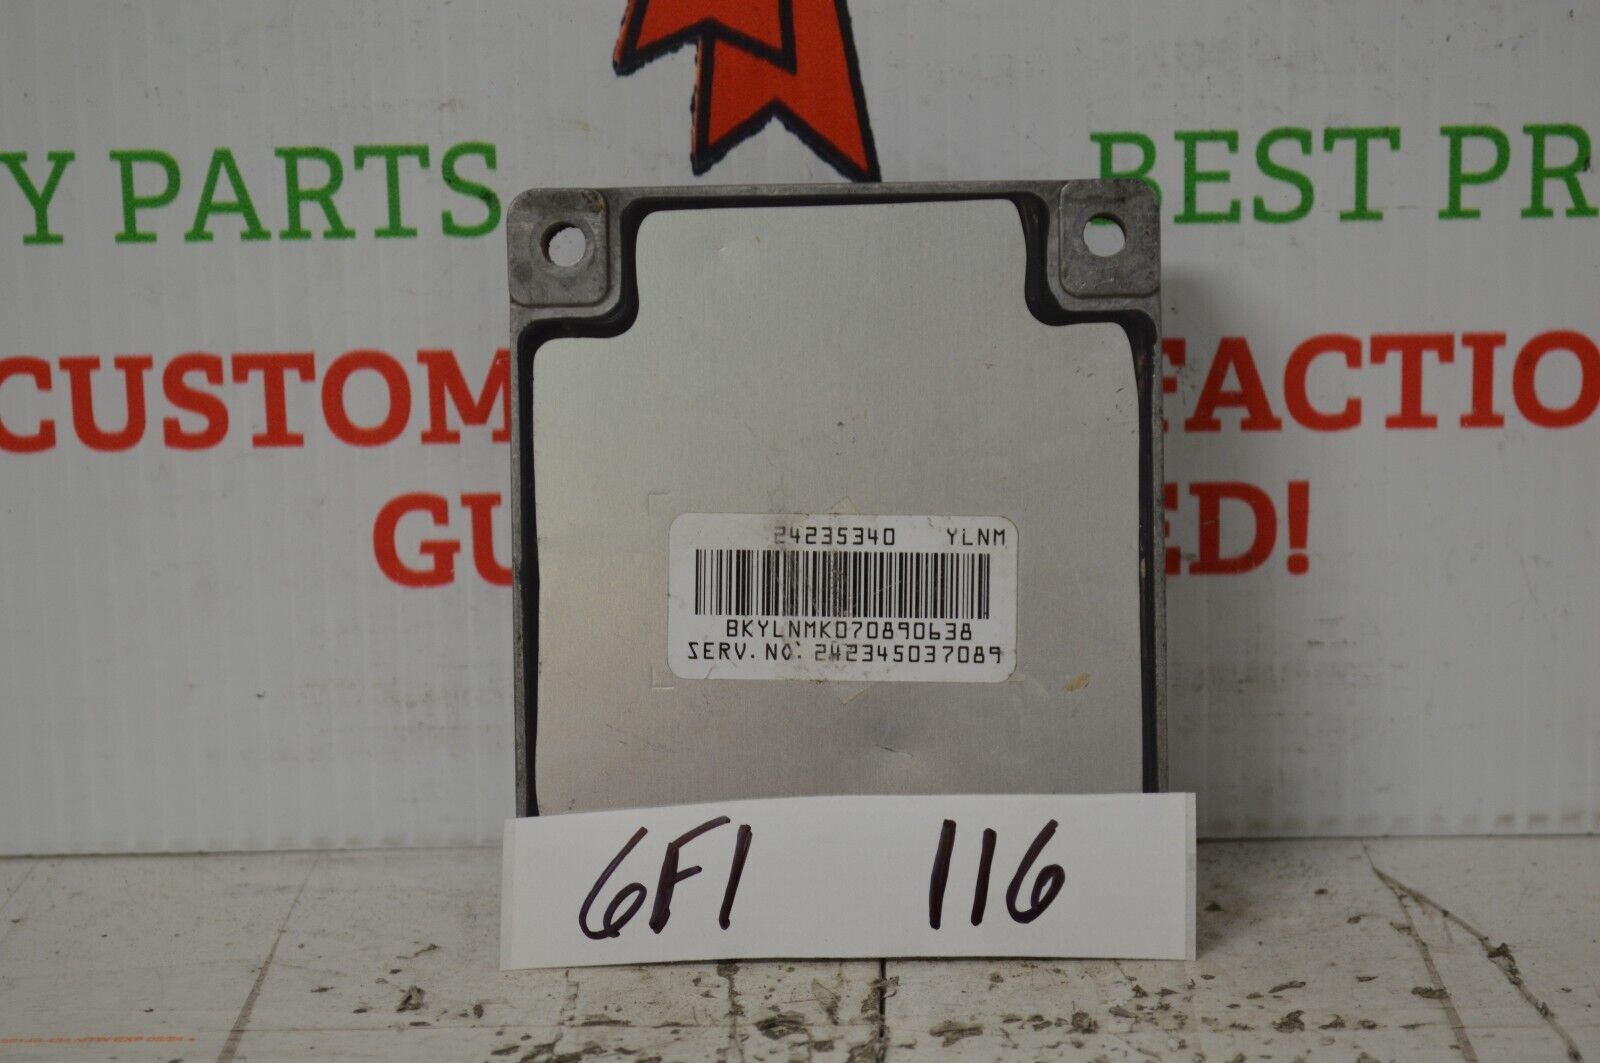 Y PARTS
BEST PR
CUSTOM
FACTIO
GU
ED!
24235340 YLNM
BKYLNMK070890638
SERV. NO: 242345037089
6F1 116